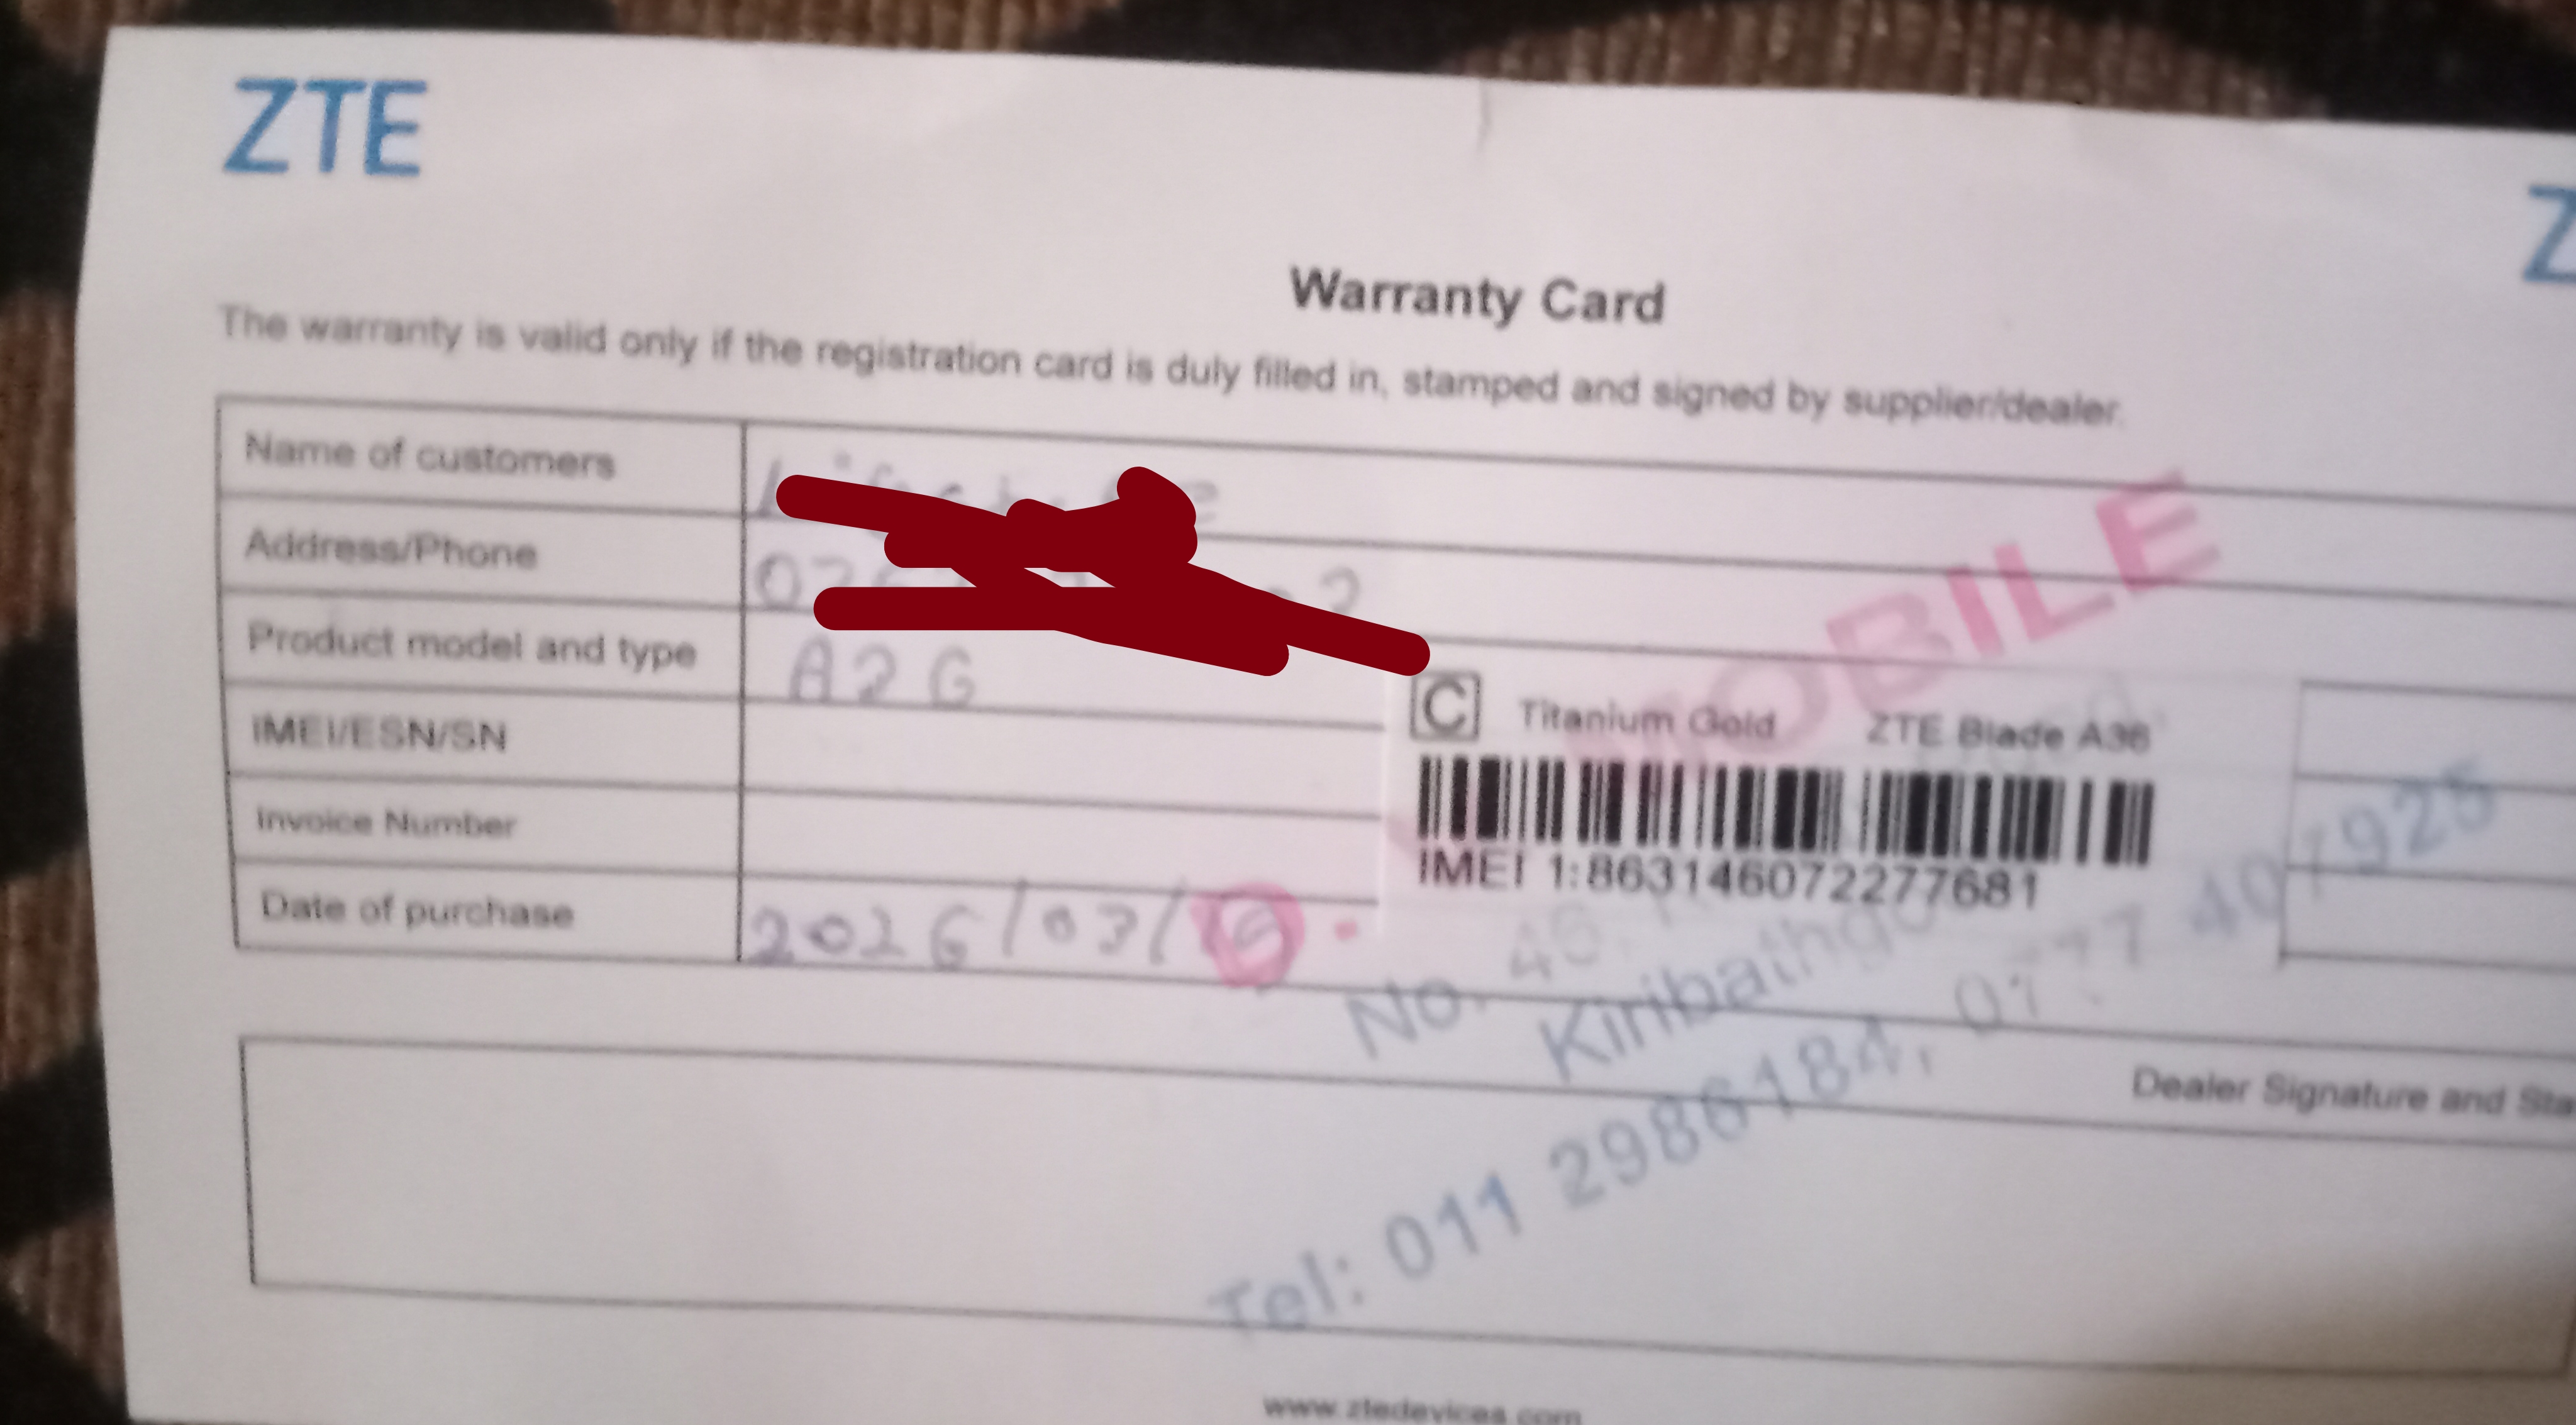 ZTE
Warranty Card
The warranty is valid only if the registration card is duly filled in, stamped and signed by supplier/dealer.
Name of customers
Address/Phone
Product model and type A36
IMEI/ESN/SN
Invoice Number
Date of purchase 2026/03/
MOBILE
C Titanium Gold ZTE Blade A36
IMEI 1:863146072277681
No. 46,
Kiribathgo
Tel: 011 2986184, 0777 401925
Dealer Signature and Sta
www.ztedevices.com